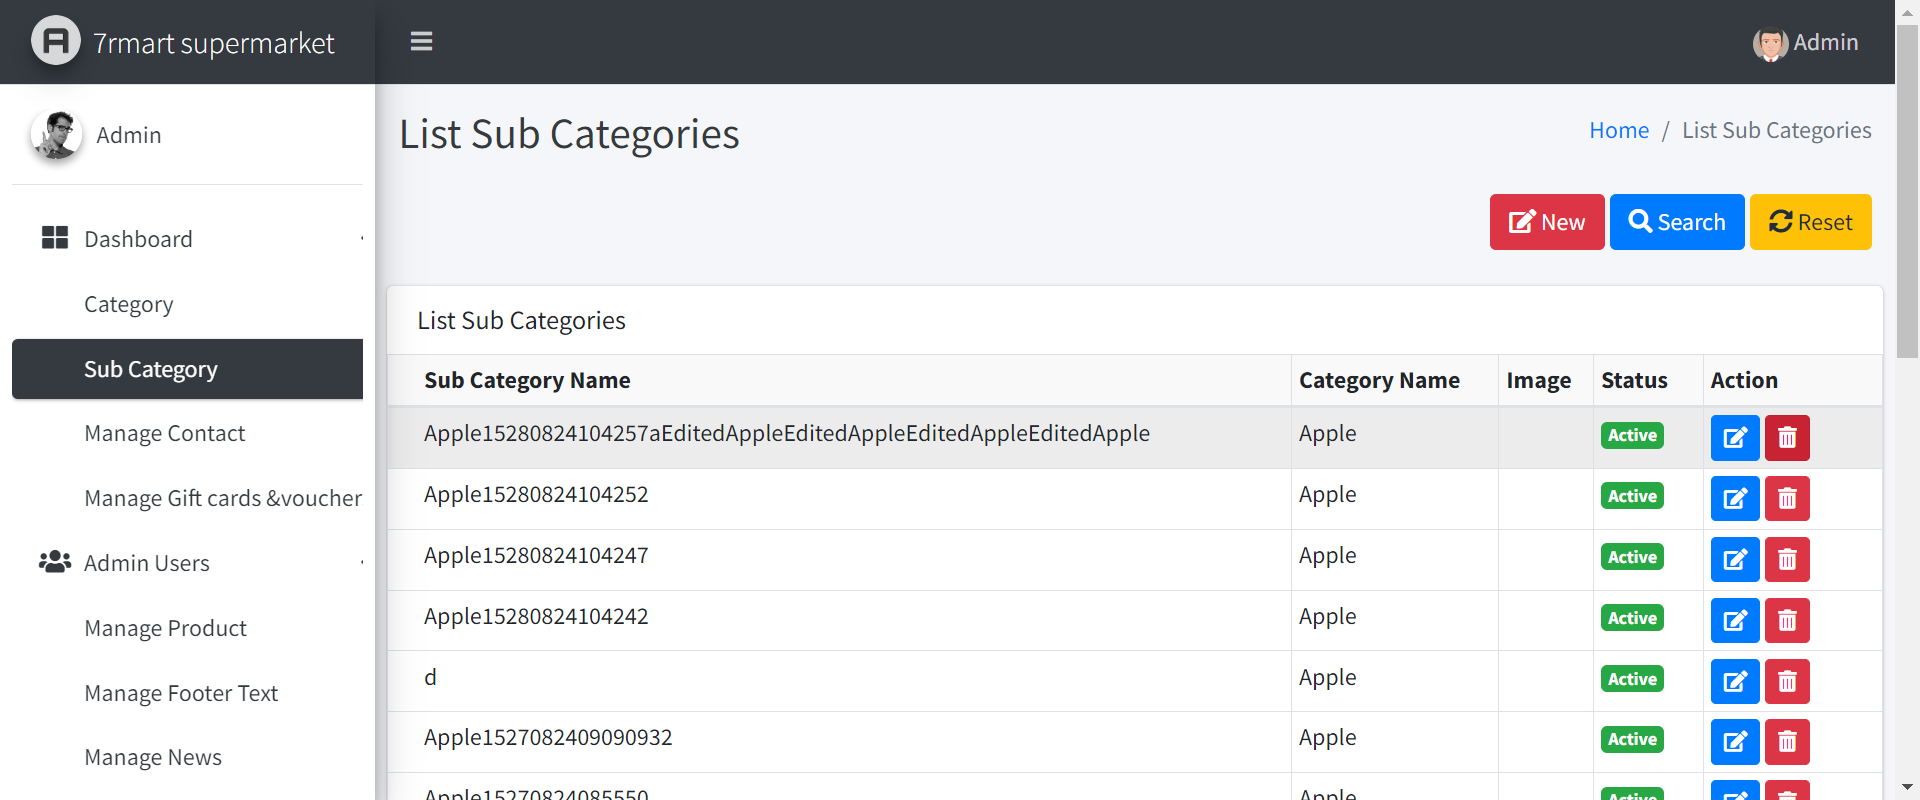 7rmart supermarket
Admin
Admin
Dashboard
Category
Sub Category
Manage Contact
Manage Gift cards &voucher
Admin Users
Manage Product
Manage Footer Text
Manage News
List Sub Categories
Home / List Sub Categories
New Search Reset
List Sub Categories
Sub Category Name Category Name Image Status Action
Apple15280824104257aEditedAppleEditedAppleEditedAppleEditedApple Apple Active
Apple15280824104252 Apple Active
Apple15280824104247 Apple Active
Apple15280824104242 Apple Active
d Apple Active
Apple1527082409090932 Apple Active
Apple15270824085550 Apple Active